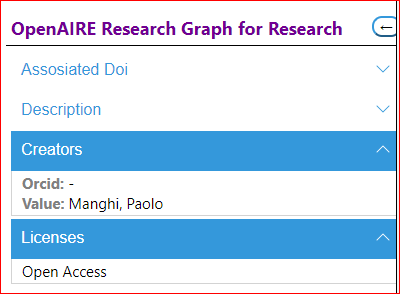 OpenAIRE Research Graph for Research
←
Assosiated Doi
Description
Creators
Orcid: -
Value: Manghi, Paolo
Licenses
Open Access